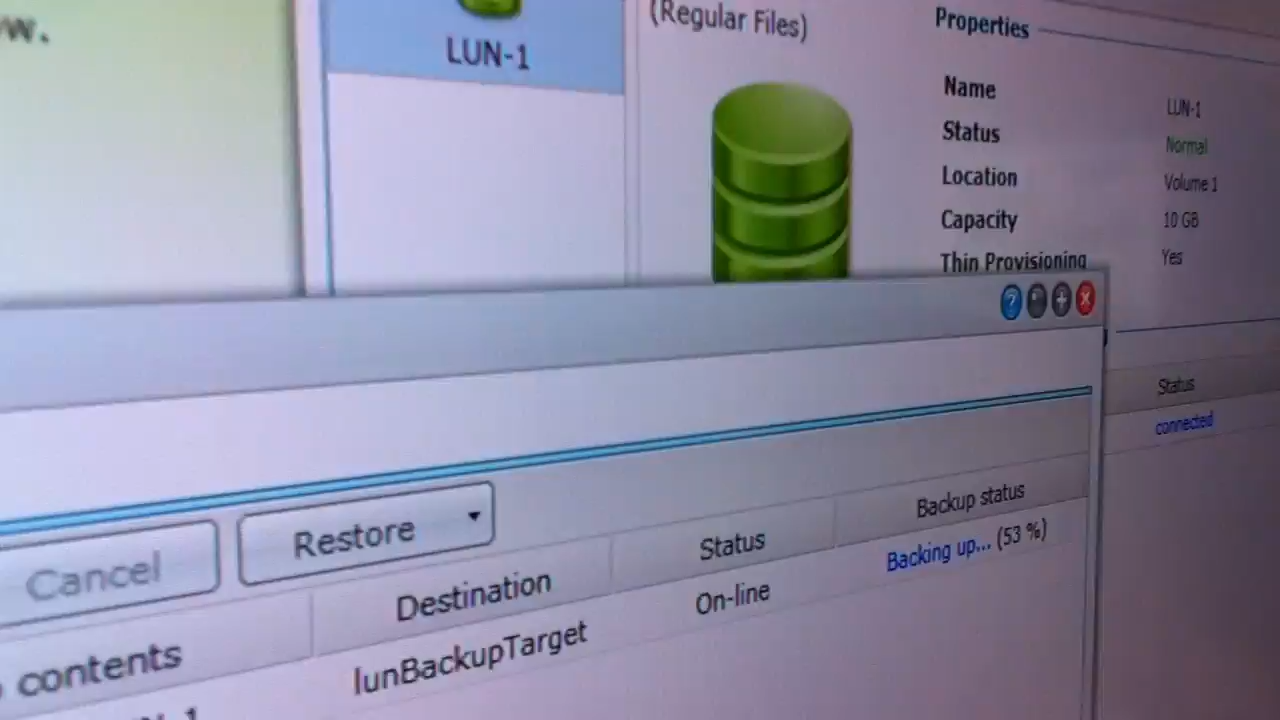 LUN-1
(Regular Files)
Properties
Name LUN-1
Status Normal
Location Volume 1
Capacity 10 GB
Thin Provisioning Yes
Status
connected
Cancel Restore
contents Destination Status Backup status
lunBackupTarget On-line Backing up... (53 %)